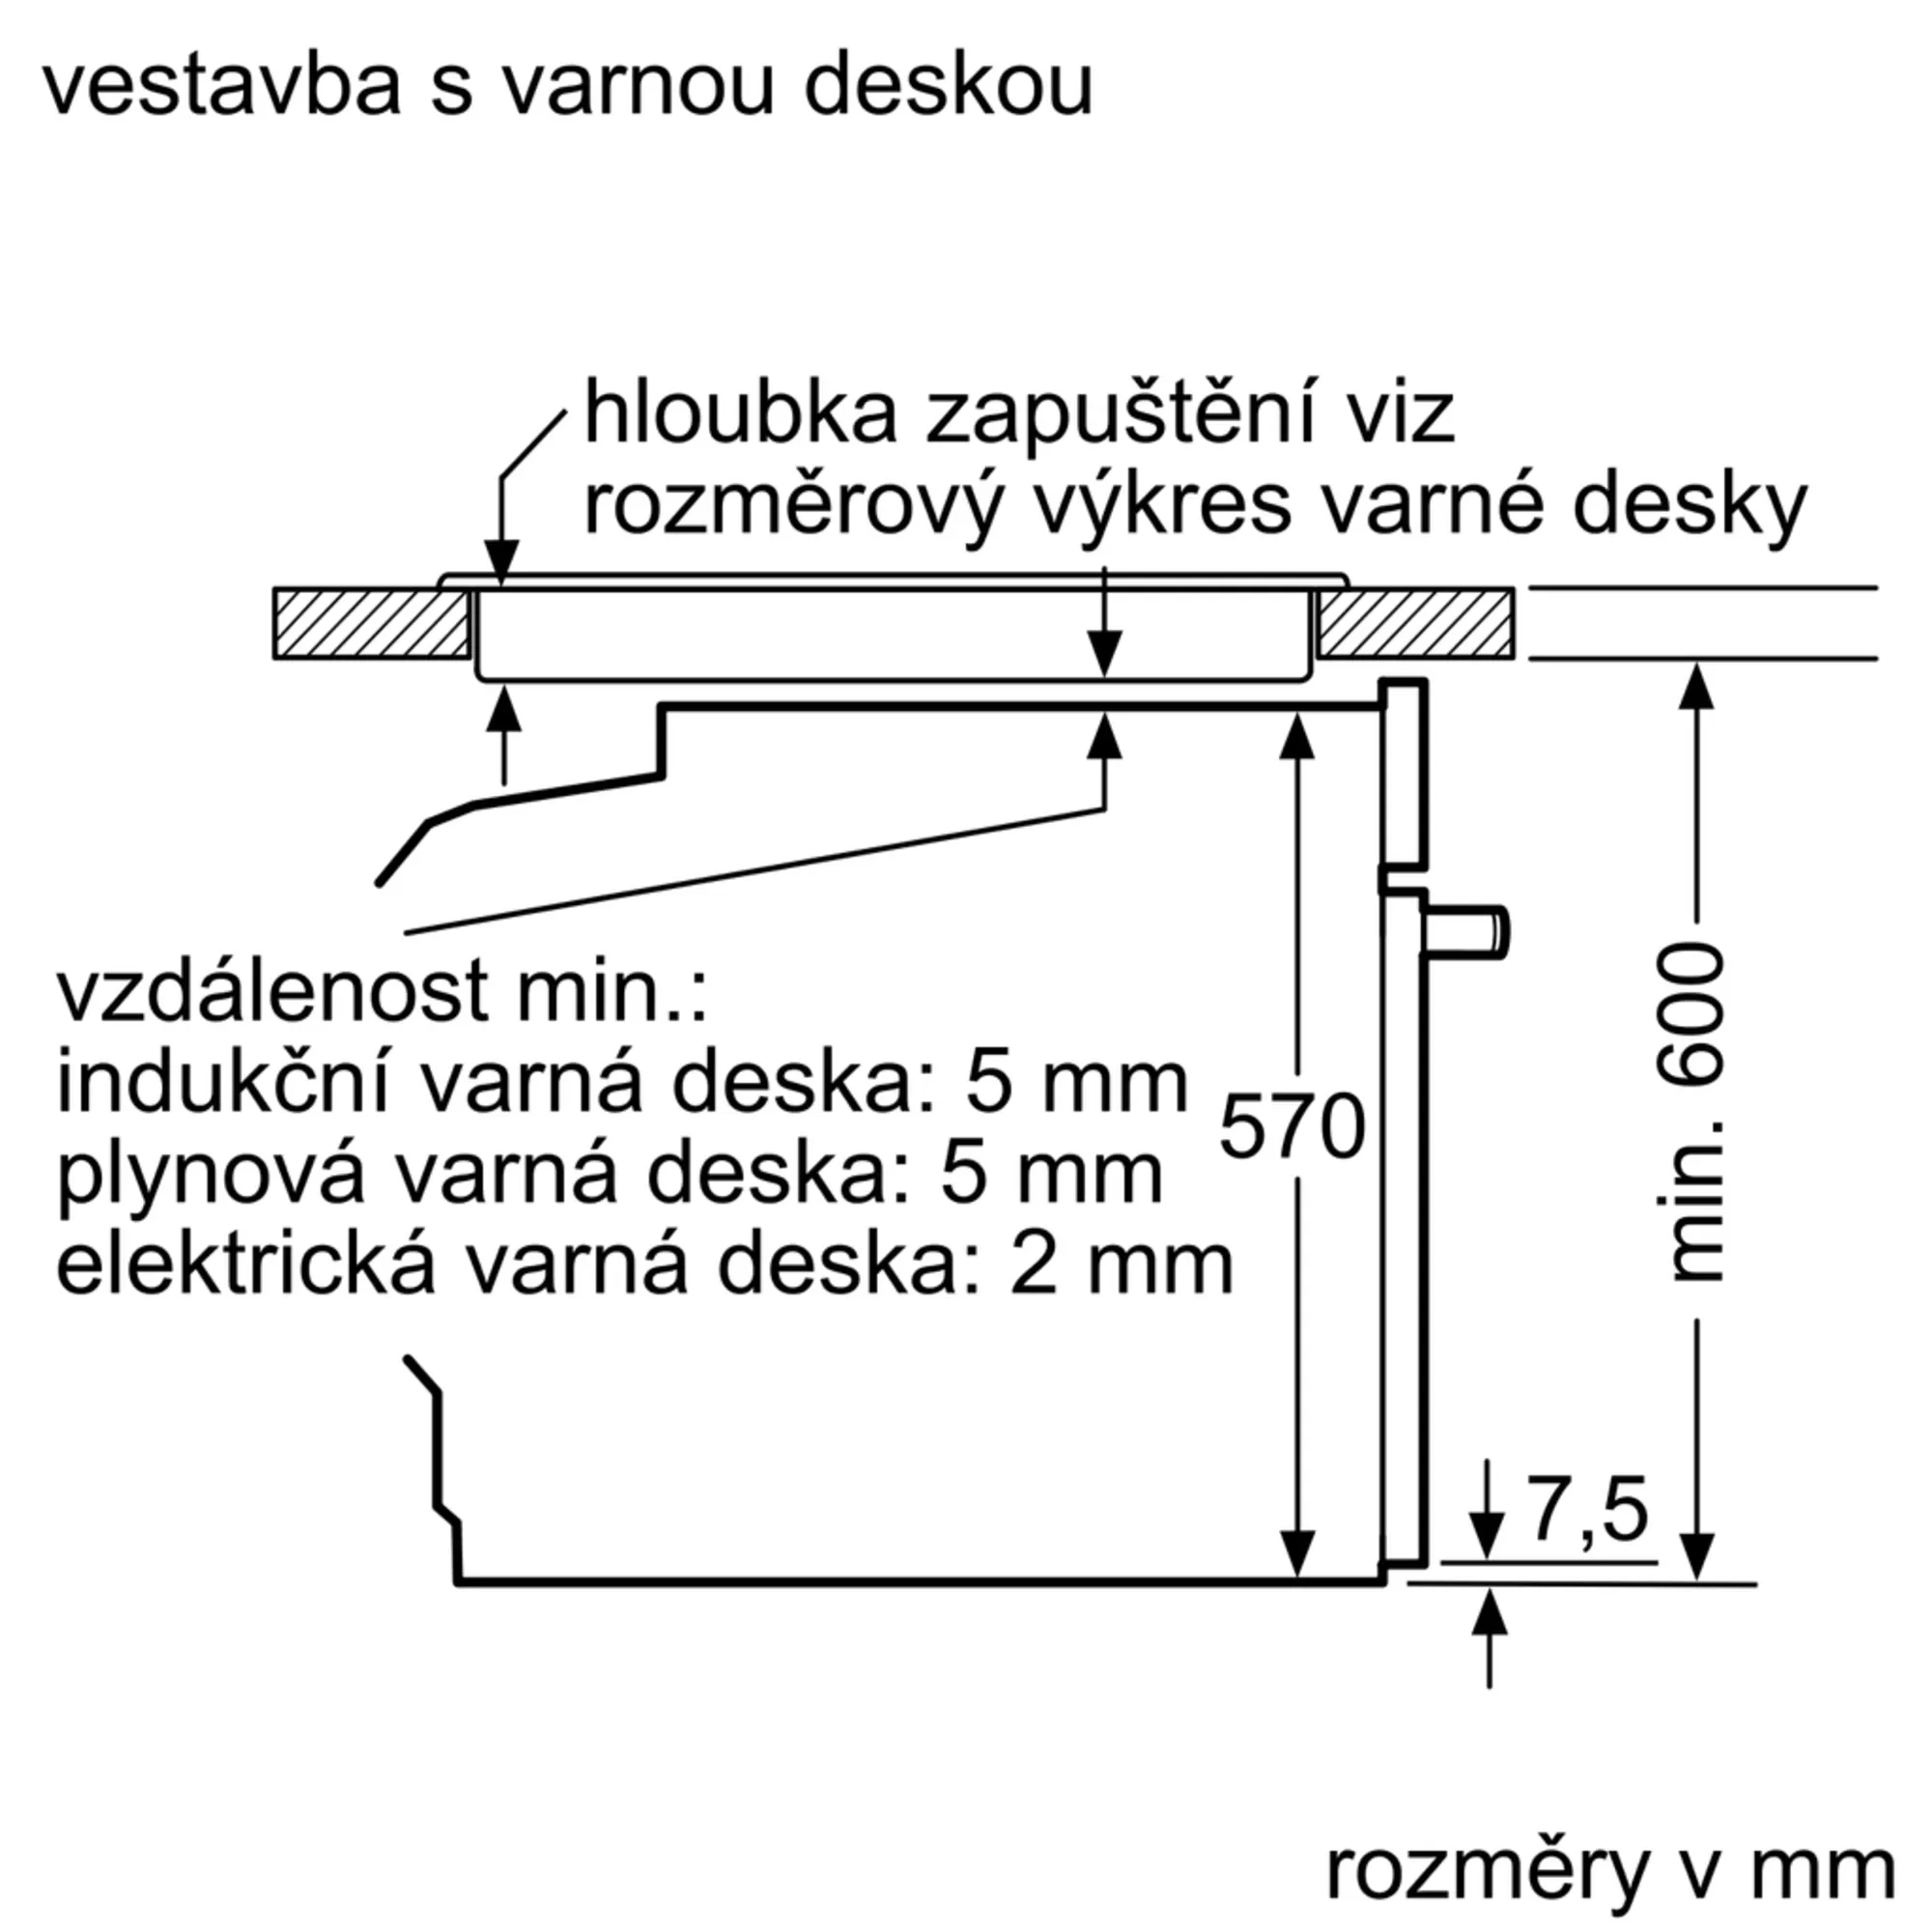 vestavba s varnou deskou
hloubka zapuštění viz
rozměrový výkres varné desky
vzdálenost min.:
indukční varná deska: 5 mm
plynová varná deska: 5 mm
elektrická varná deska: 2 mm
570
min. 600
7,5
rozměry v mm